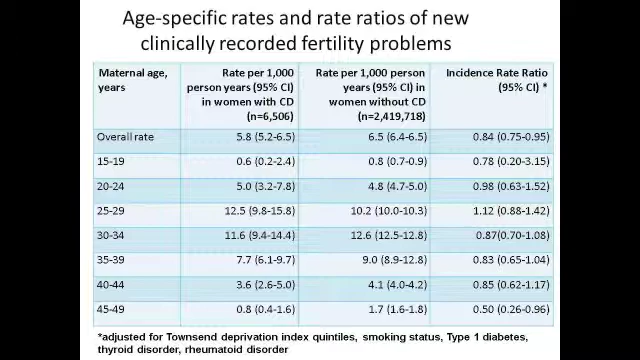 Age-specific rates and rate ratios of new
clinically recorded fertility problems
Maternal age, years | Rate per 1,000 person years (95% CI) in women with CD (n=6,506) | Rate per 1,000 person years (95% CI) in women without CD (n=2,419,718) | Incidence Rate Ratio (95% CI) *
Overall rate 5.8 (5.2-6.5) 6.5 (6.4-6.5) 0.84 (0.75-0.95)
15-19 0.6 (0.2-2.4) 0.8 (0.7-0.9) 0.78 (0.20-3.15)
20-24 5.0 (3.2-7.8) 4.8 (4.7-5.0) 0.98 (0.63-1.52)
25-29 12.5 (9.8-15.8) 10.2 (10.0-10.3) 1.12 (0.88-1.42)
30-34 11.6 (9.4-14.4) 12.6 (12.5-12.8) 0.87(0.70-1.08)
35-39 7.7 (6.1-9.7) 9.0 (8.9-12.8) 0.83 (0.65-1.04)
40-44 3.6 (2.6-5.0) 4.1 (4.0-4.2) 0.85 (0.62-1.17)
45-49 0.8 (0.4-1.6) 1.7 (1.6-1.8) 0.50 (0.26-0.96)
*adjusted for Townsend deprivation index quintiles, smoking status, Type 1 diabetes,
thyroid disorder, rheumatoid disorder